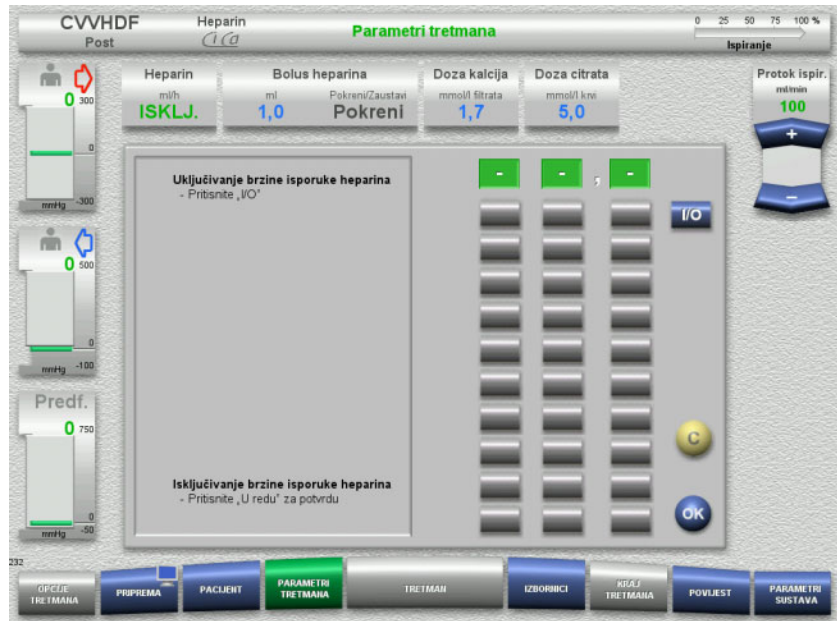 CVVHDF
Post
Heparin
CiCa
Parametri tretmana
0 25 50 75 100 %
Ispiranje
0 300
0
mmHg -300
0 500
0
mmHg -100
Predf.
0 750
0
mmHg -50
Heparin
ml/h
ISKLJ.
Bolus heparina
ml Pokreni/Zaustavi
1,0 Pokreni
Doza kalcija
mmol/l filtrata
1,7
Doza citrata
mmol/l krvi
5,0
Protok ispir.
ml/min
100
+
–
Uključivanje brzine isporuke heparina
- Pritisnite „I/O“
- - , -
I/O
C
Isključivanje brzine isporuke heparina
- Pritisnite „U redu“ za potvrdu
OK
232
OPCIJE
TRETMANA
PRIPREMA
PACIJENT
PARAMETRI
TRETMANA
TRETMAN
IZBORNICI
KRAJ
TRETMANA
POVIJEST
PARAMETRI
SUSTAVA